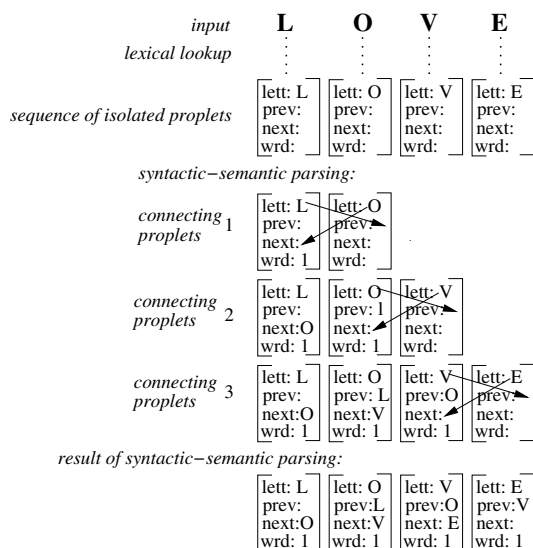 input L O V E
lexical lookup
sequence of isolated proplets
lett: L lett: O lett: V lett: E
prev: prev: prev: prev:
next: next: next: next:
wrd: wrd: wrd: wrd:
syntactic−semantic parsing:
connecting proplets 1
lett: L lett: O
prev: prev:
next: next:
wrd: 1 wrd:
connecting proplets 2
lett: L lett: O lett: V
prev: prev: l prev:
next:O next: next:
wrd: 1 wrd: 1 wrd:
connecting proplets 3
lett: L lett: O lett: V lett: E
prev: prev: L prev:O prev:
next:O next:V next: next:
wrd: 1 wrd: 1 wrd: 1 wrd:
result of syntactic−semantic parsing:
lett: L lett: O lett: V lett: E
prev: prev:L prev:O prev:V
next:O next:V next: E next:
wrd: 1 wrd: 1 wrd: 1 wrd: 1